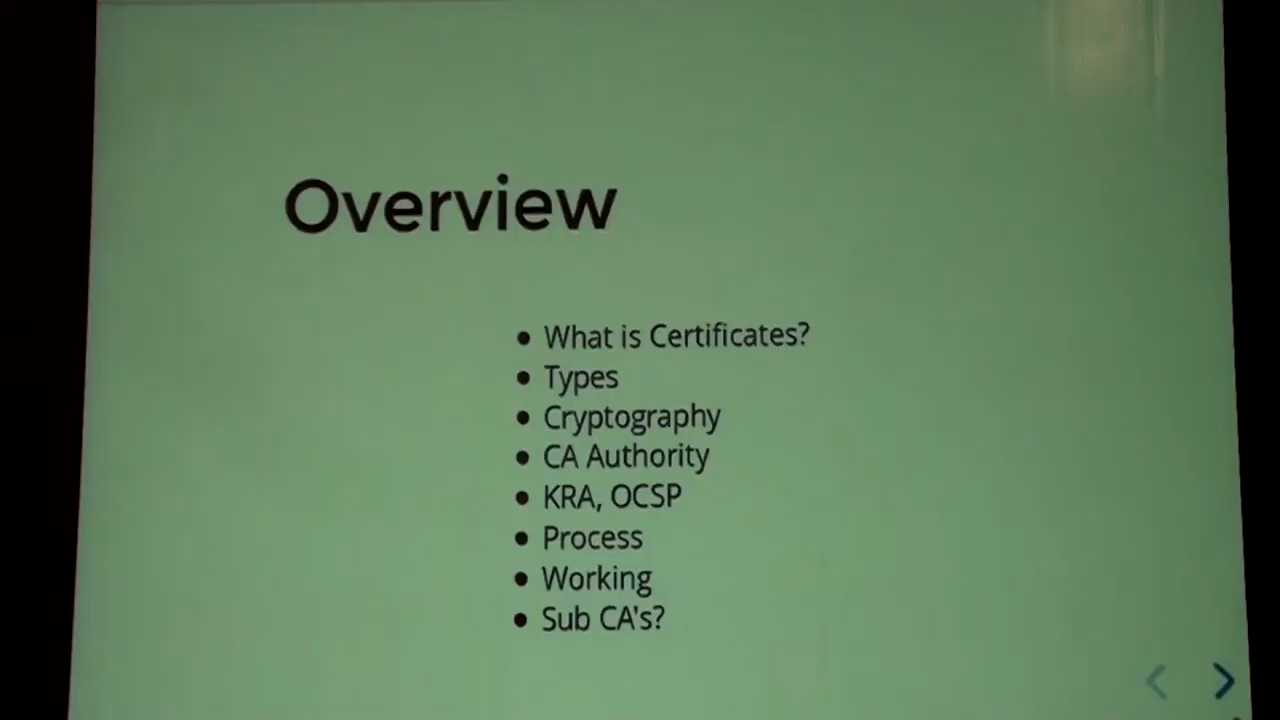 Overview
What is Certificates?
Types
Cryptography
CA Authority
KRA, OCSP
Process
Working
Sub CA's?